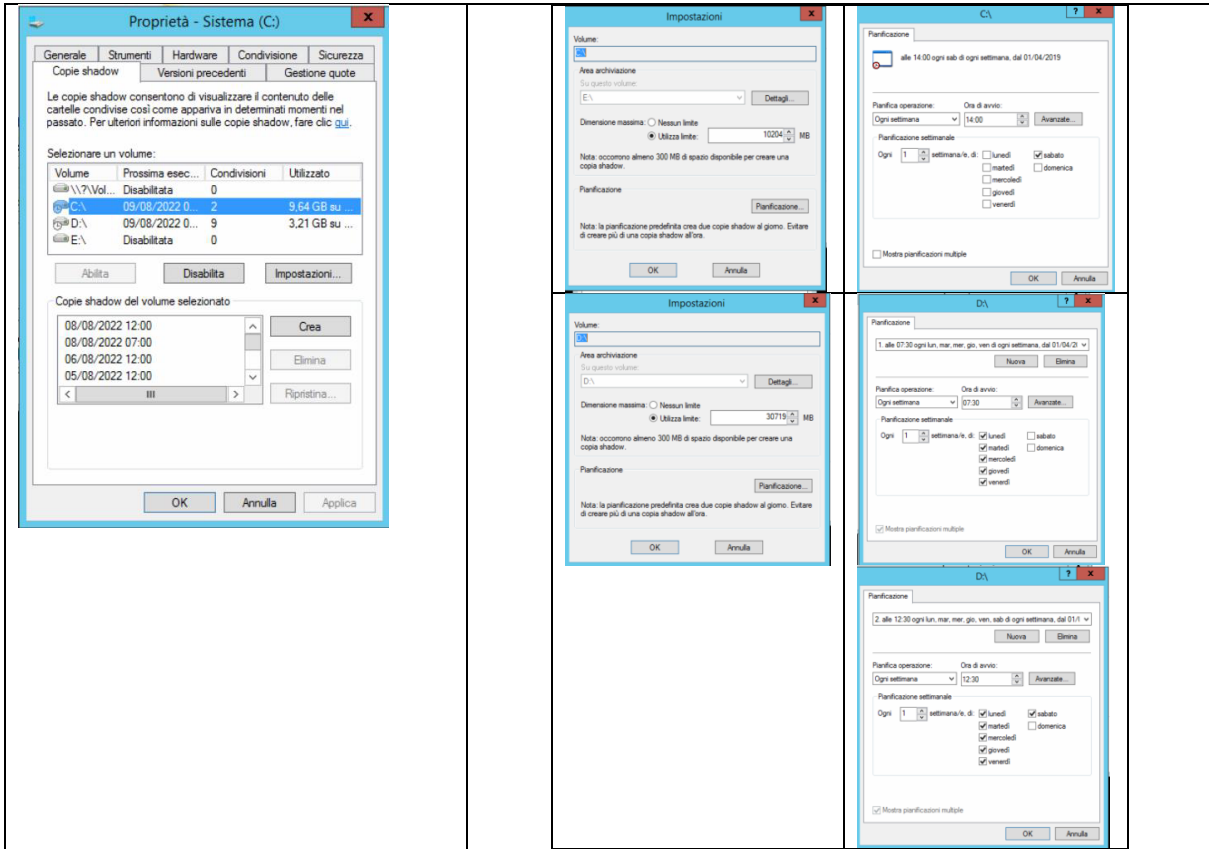 Proprietà - Sistema (C:)
x
Generale Strumenti Hardware Condivisione Sicurezza
Copie shadow Versioni precedenti Gestione quote
Le copie shadow consentono di visualizzare il contenuto delle
cartelle condivise così come appariva in determinati momenti nel
passato. Per ulteriori informazioni sulle copie shadow, fare clic qui.
Selezionare un volume:
Volume Prossima esec... Condivisioni Utilizzato
\\?\Vol... Disabilitata 0
C:\ 09/08/2022 0... 2 9,64 GB su ...
D:\ 09/08/2022 0... 9 3,21 GB su ...
E:\ Disabilitata 0
Abilita Disabilita Impostazioni...
Copie shadow del volume selezionato
08/08/2022 12:00
08/08/2022 07:00
06/08/2022 12:00
05/08/2022 12:00
Crea
Elimina
Ripristina...
OK Annulla Applica
Impostazioni
x
Volume:
C:\
Area archiviazione
Su questo volume:
E:\ Dettagli...
Dimensione massima: Nessun limite
Utilizza limite: 10204 MB
Nota: occorrono almeno 300 MB di spazio disponibile per creare una
copia shadow.
Pianificazione
Pianificazione...
Nota: la pianificazione predefinita crea due copie shadow al giorno. Evitare
di creare più di una copia shadow all'ora.
OK Annulla
C:\
? x
Pianificazione
alle 14:00 ogni sab di ogni settimana, dal 01/04/2019
Pianifica operazione: Ora di avvio:
Ogni settimana 14:00 Avanzate...
Pianificazione settimanale
Ogni 1 settimana/e, di: lunedì sabato
martedì domenica
mercoledì
giovedì
venerdì
Mostra pianificazioni multiple
OK Annulla
Impostazioni
x
Volume:
D:\
Area archiviazione
Su questo volume:
D:\ Dettagli...
Dimensione massima: Nessun limite
Utilizza limite: 30719 MB
Nota: occorrono almeno 300 MB di spazio disponibile per creare una
copia shadow.
Pianificazione
Pianificazione...
Nota: la pianificazione predefinita crea due copie shadow al giorno. Evitare
di creare più di una copia shadow all'ora.
OK Annulla
D:\
? x
Pianificazione
1. alle 07:30 ogni lun, mar, mer, gio, ven di ogni settimana, dal 01/04/2
Nuova Elimina
Pianifica operazione: Ora di avvio:
Ogni settimana 07:30 Avanzate...
Pianificazione settimanale
Ogni 1 settimana/e, di: lunedì sabato
martedì domenica
mercoledì
giovedì
venerdì
Mostra pianificazioni multiple
OK Annulla
D:\
? x
Pianificazione
2. alle 12:30 ogni lun, mar, mer, gio, ven, sab di ogni settimana, dal 01/
Nuova Elimina
Pianifica operazione: Ora di avvio:
Ogni settimana 12:30 Avanzate...
Pianificazione settimanale
Ogni 1 settimana/e, di: lunedì sabato
martedì domenica
mercoledì
giovedì
venerdì
Mostra pianificazioni multiple
OK Annulla